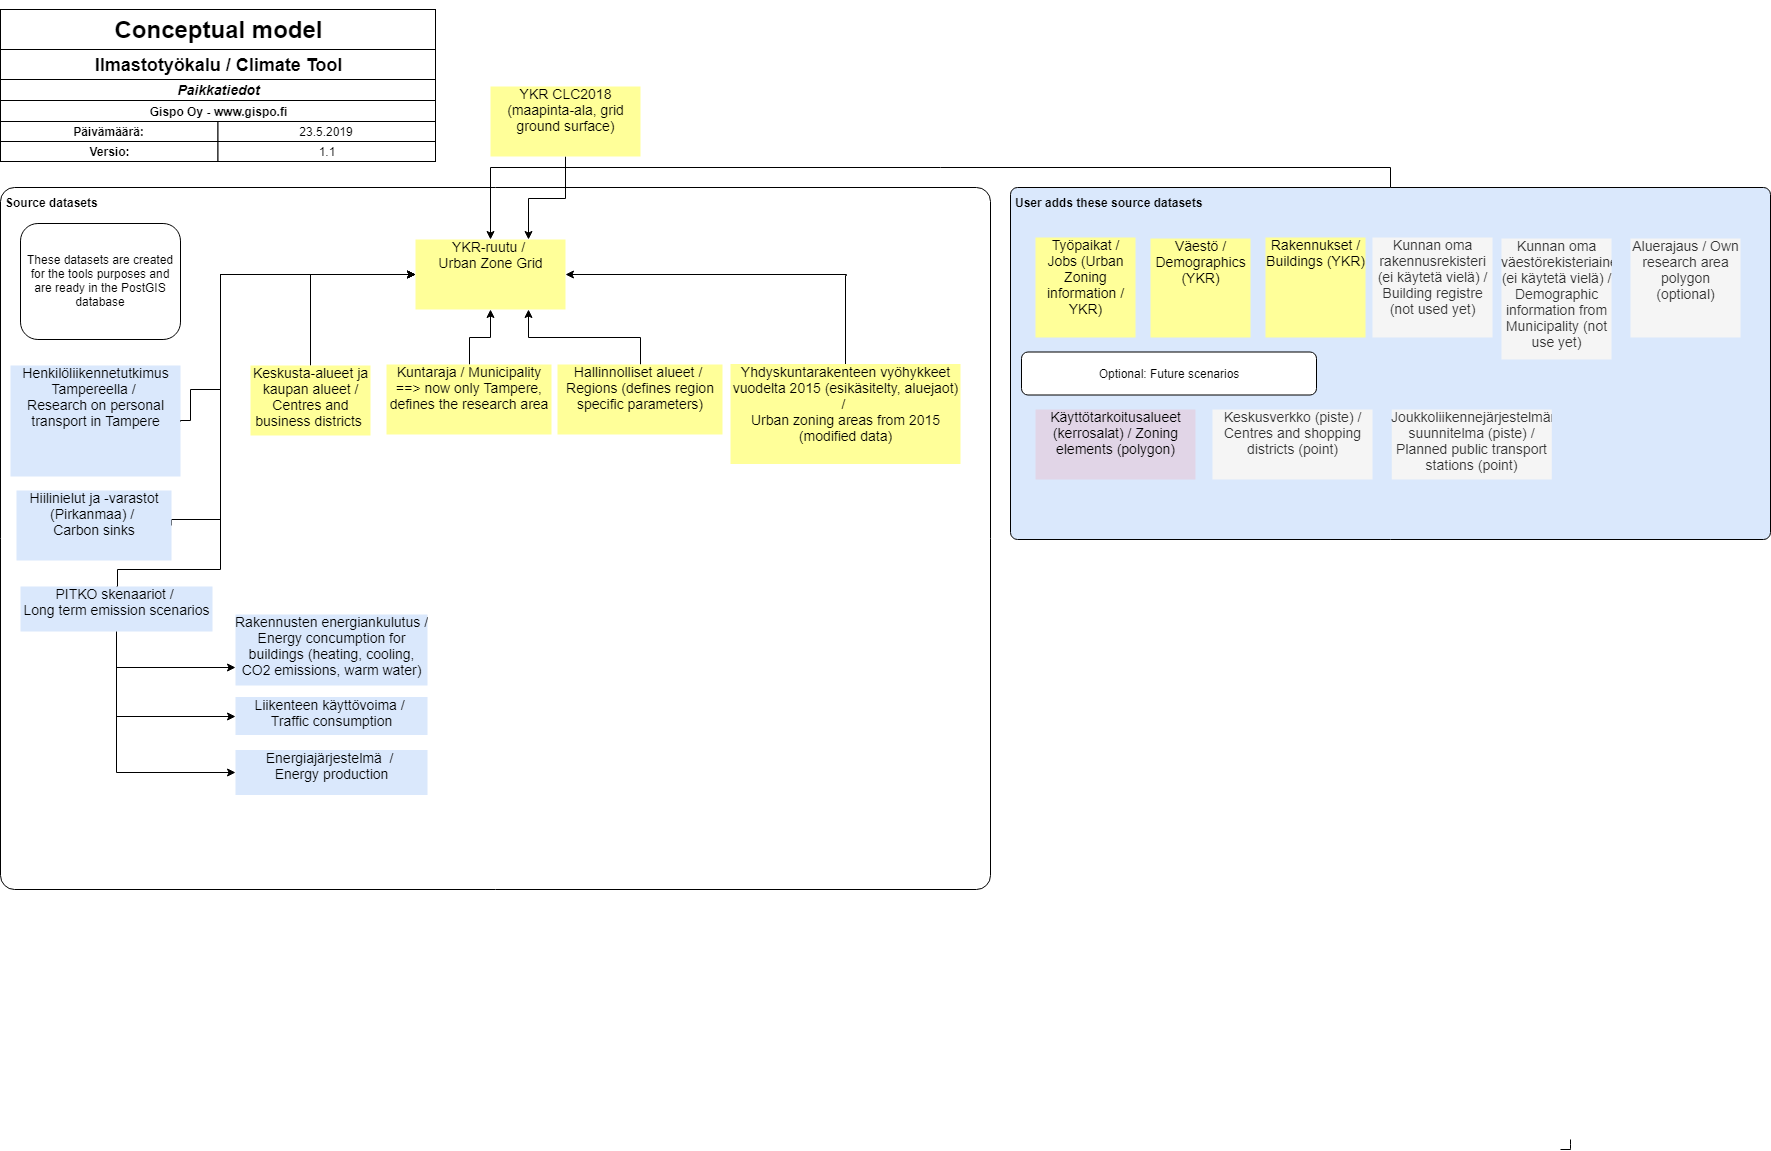 Conceptual model
Ilmastotyökalu / Climate Tool
Paikkatiedot
Gispo Oy - www.gispo.fi
Päivämäärä: 23.5.2019
Versio: 1.1
YKR CLC2018
(maapinta-ala, grid
ground surface)
Source datasets
These datasets are created
for the tools purposes and
are ready in the PostGIS
database
YKR-ruutu /
Urban Zone Grid
Henkilöliikennetutkimus
Tampereella /
Research on personal
transport in Tampere
Keskusta-alueet ja
kaupan alueet /
Centres and
business districts
Kuntaraja / Municipality
==> now only Tampere,
defines the research area
Hallinnolliset alueet /
Regions (defines region
specific parameters)
Yhdyskuntarakenteen vyöhykkeet
vuodelta 2015 (esikäsitelty, aluejaot)
/
Urban zoning areas from 2015
(modified data)
Hiilinielut ja -varastot
(Pirkanmaa) /
Carbon sinks
PITKO skenaariot /
Long term emission scenarios
Rakennusten energiankulutus /
Energy concumption for
buildings (heating, cooling,
CO2 emissions, warm water)
Liikenteen käyttövoima /
Traffic consumption
Energiajärjestelmä /
Energy production
User adds these source datasets
Työpaikat /
Jobs (Urban
Zoning
information /
YKR)
Väestö /
Demographics
(YKR)
Rakennukset /
Buildings (YKR)
Kunnan oma
rakennusrekisteri
(ei käytetä vielä) /
Building registre
(not used yet)
Kunnan oma
väestörekisteriaine
(ei käytetä vielä) /
Demographic
information from
Municipality (not
use yet)
Aluerajaus / Own
research area
polygon
(optional)
Optional: Future scenarios
Käyttötarkoitusalueet
(kerrosalat) / Zoning
elements (polygon)
Keskusverkko (piste) /
Centres and shopping
districts (point)
Joukkoliikennejärjestelmän
suunnitelma (piste) /
Planned public transport
stations (point)